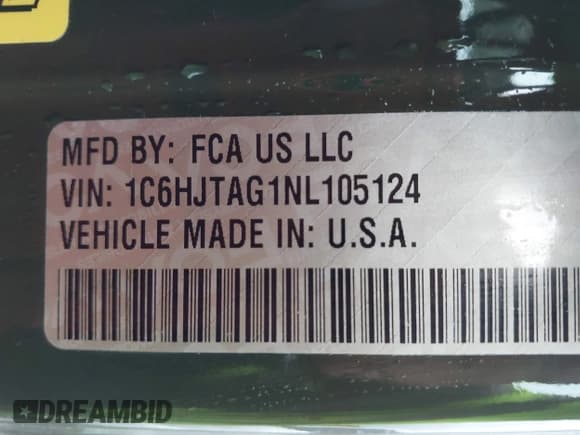 MFD BY: FCA US LLC
VIN: 1C6HJTAG1NL105124
VEHICLE MADE IN: U.S.A.
DREAMBID